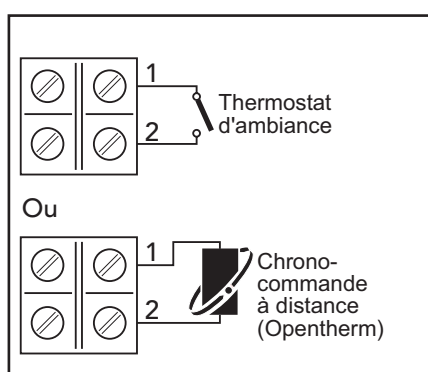 1
Thermostat
d'ambiance
2
Ou
1
Chrono-
commande
à distance
(Opentherm)
2